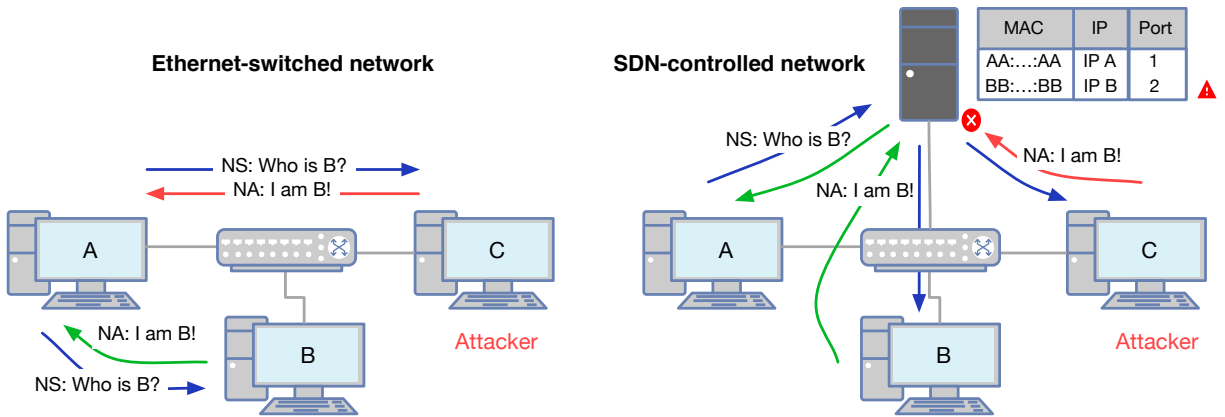 Ethernet-switched network
NS: Who is B?
NA: I am B!
A
C
Attacker
NA: I am B!
B
NS: Who is B?
SDN-controlled network
MAC IP Port
AA:…:AA IP A 1
BB:…:BB IP B 2
NS: Who is B?
NA: I am B!
NA: I am B!
A
C
B
Attacker